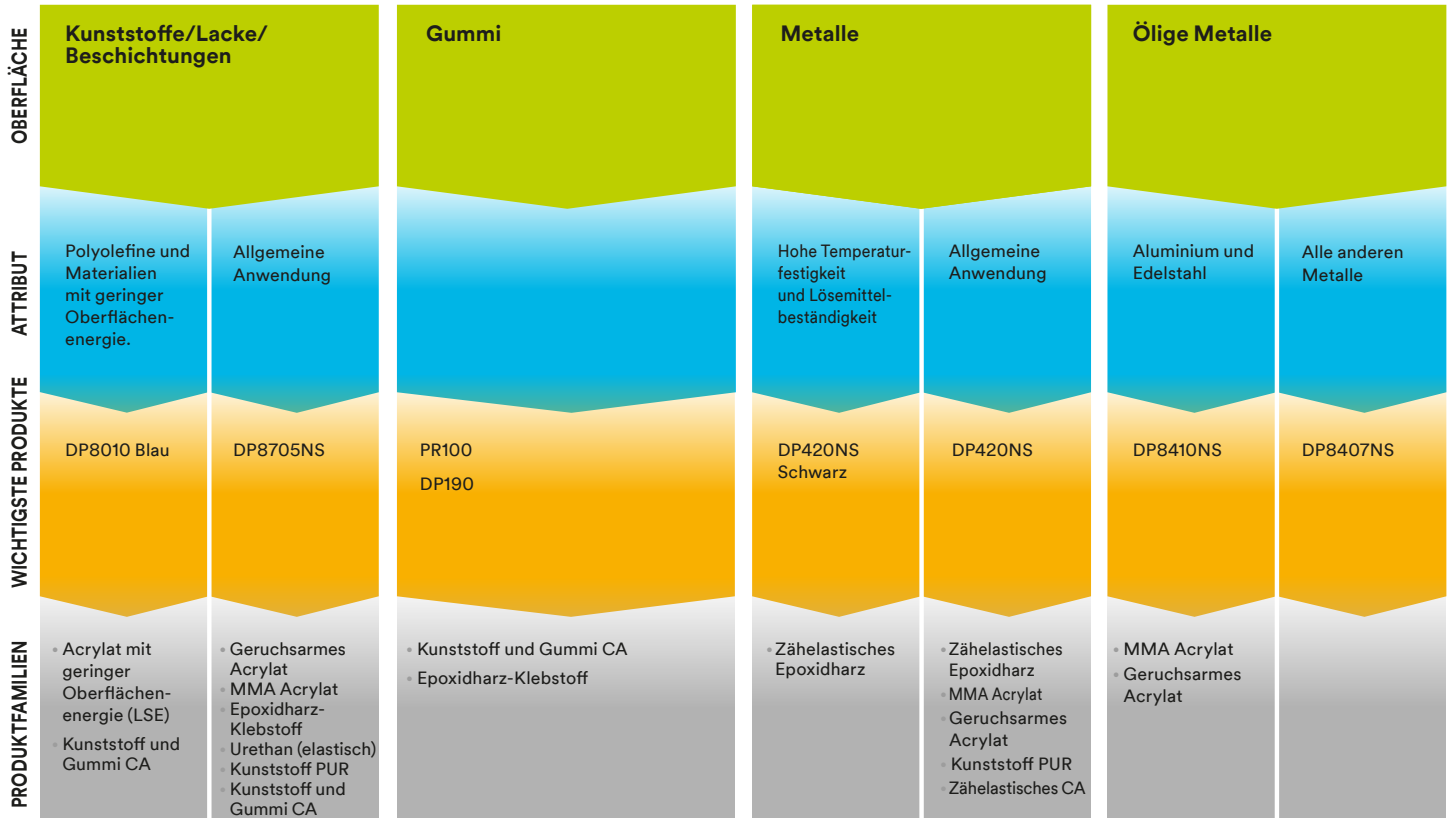 OBERFLÄCHE
Kunststoffe/Lacke/
Beschichtungen
Gummi
Metalle
Ölige Metalle
ATTRIBUT
Polyolefine und
Materialien
mit geringer
Oberflächen-
energie.
Allgemeine
Anwendung
Hohe Temperatur-
festigkeit
und Lösemittel-
beständigkeit
Allgemeine
Anwendung
Aluminium und
Edelstahl
Alle anderen
Metalle
WICHTIGSTE PRODUKTE
DP8010 Blau
DP8705NS
PR100
DP190
DP420NS
Schwarz
DP420NS
DP8410NS
DP8407NS
PRODUKTFAMILIEN
• Acrylat mit
geringer
Oberflächen-
energie (LSE)
• Kunststoff und
Gummi CA
• Geruchsarmes
Acrylat
• MMA Acrylat
• Epoxidharz-
Klebstoff
• Urethan (elastisch)
• Kunststoff PUR
• Kunststoff und
Gummi CA
• Kunststoff und Gummi CA
• Epoxidharz-Klebstoff
• Zähelastisches
Epoxidharz
• Zähelastisches
Epoxidharz
• MMA Acrylat
• Geruchsarmes
Acrylat
• Kunststoff PUR
• Zähelastisches CA
• MMA Acrylat
• Geruchsarmes
Acrylat